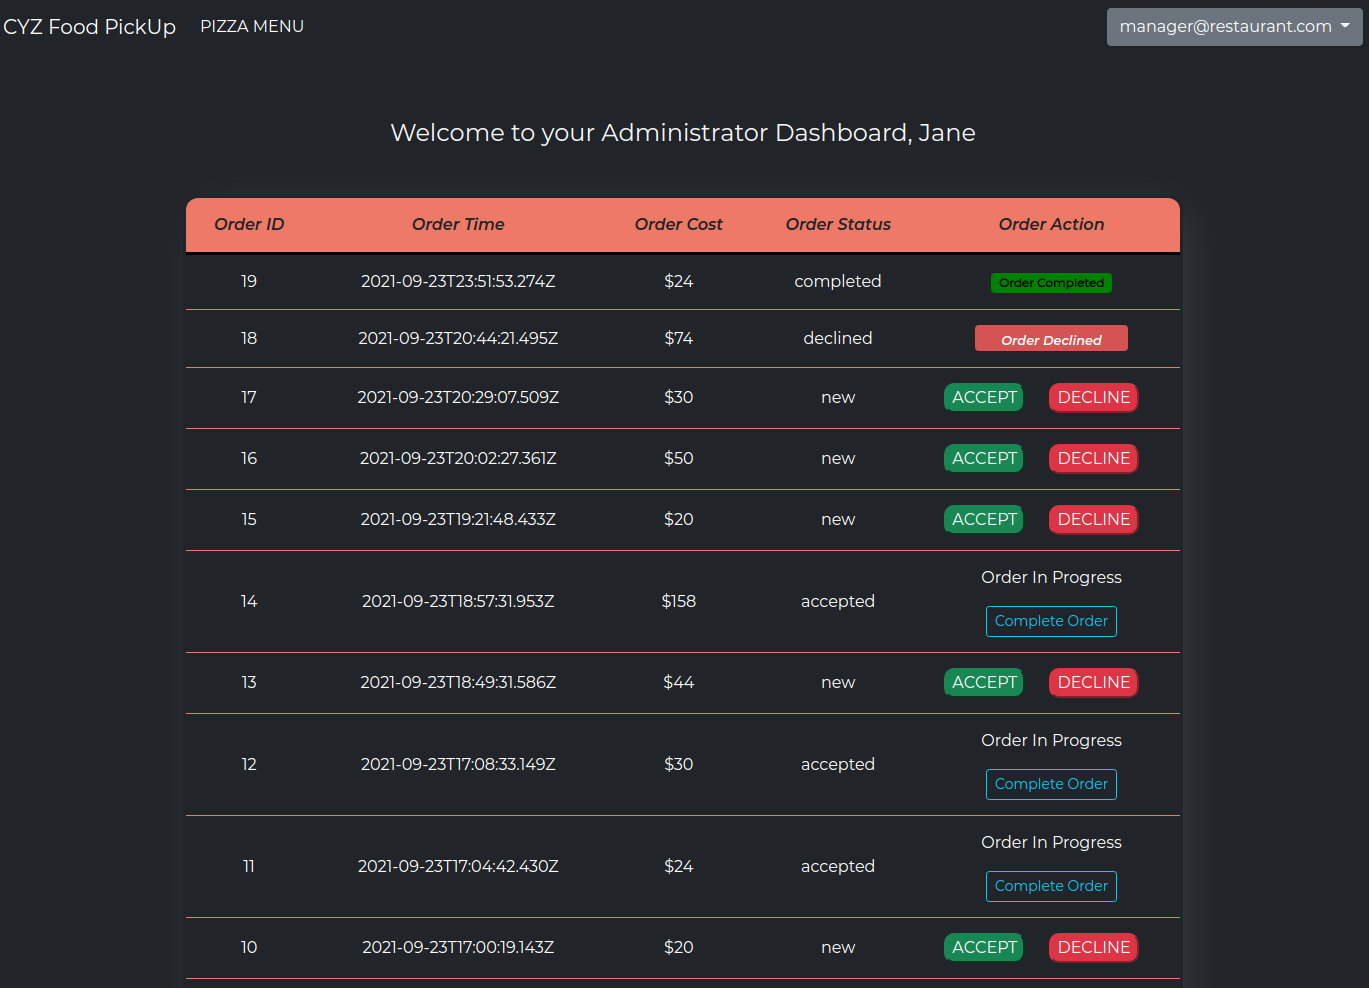 CYZ Food PickUp PIZZA MENU manager@restaurant.com
Welcome to your Administrator Dashboard, Jane
Order ID Order Time Order Cost Order Status Order Action
19 2021-09-23T23:51:53.274Z $24 completed Order Completed
18 2021-09-23T20:44:21.495Z $74 declined Order Declined
17 2021-09-23T20:29:07.509Z $30 new ACCEPT DECLINE
16 2021-09-23T20:02:27.361Z $50 new ACCEPT DECLINE
15 2021-09-23T19:21:48.433Z $20 new ACCEPT DECLINE
14 2021-09-23T18:57:31.953Z $158 accepted Order In Progress
Complete Order
13 2021-09-23T18:49:31.586Z $44 new ACCEPT DECLINE
12 2021-09-23T17:08:33.149Z $30 accepted Order In Progress
Complete Order
11 2021-09-23T17:04:42.430Z $24 accepted Order In Progress
Complete Order
10 2021-09-23T17:00:19.143Z $20 new ACCEPT DECLINE